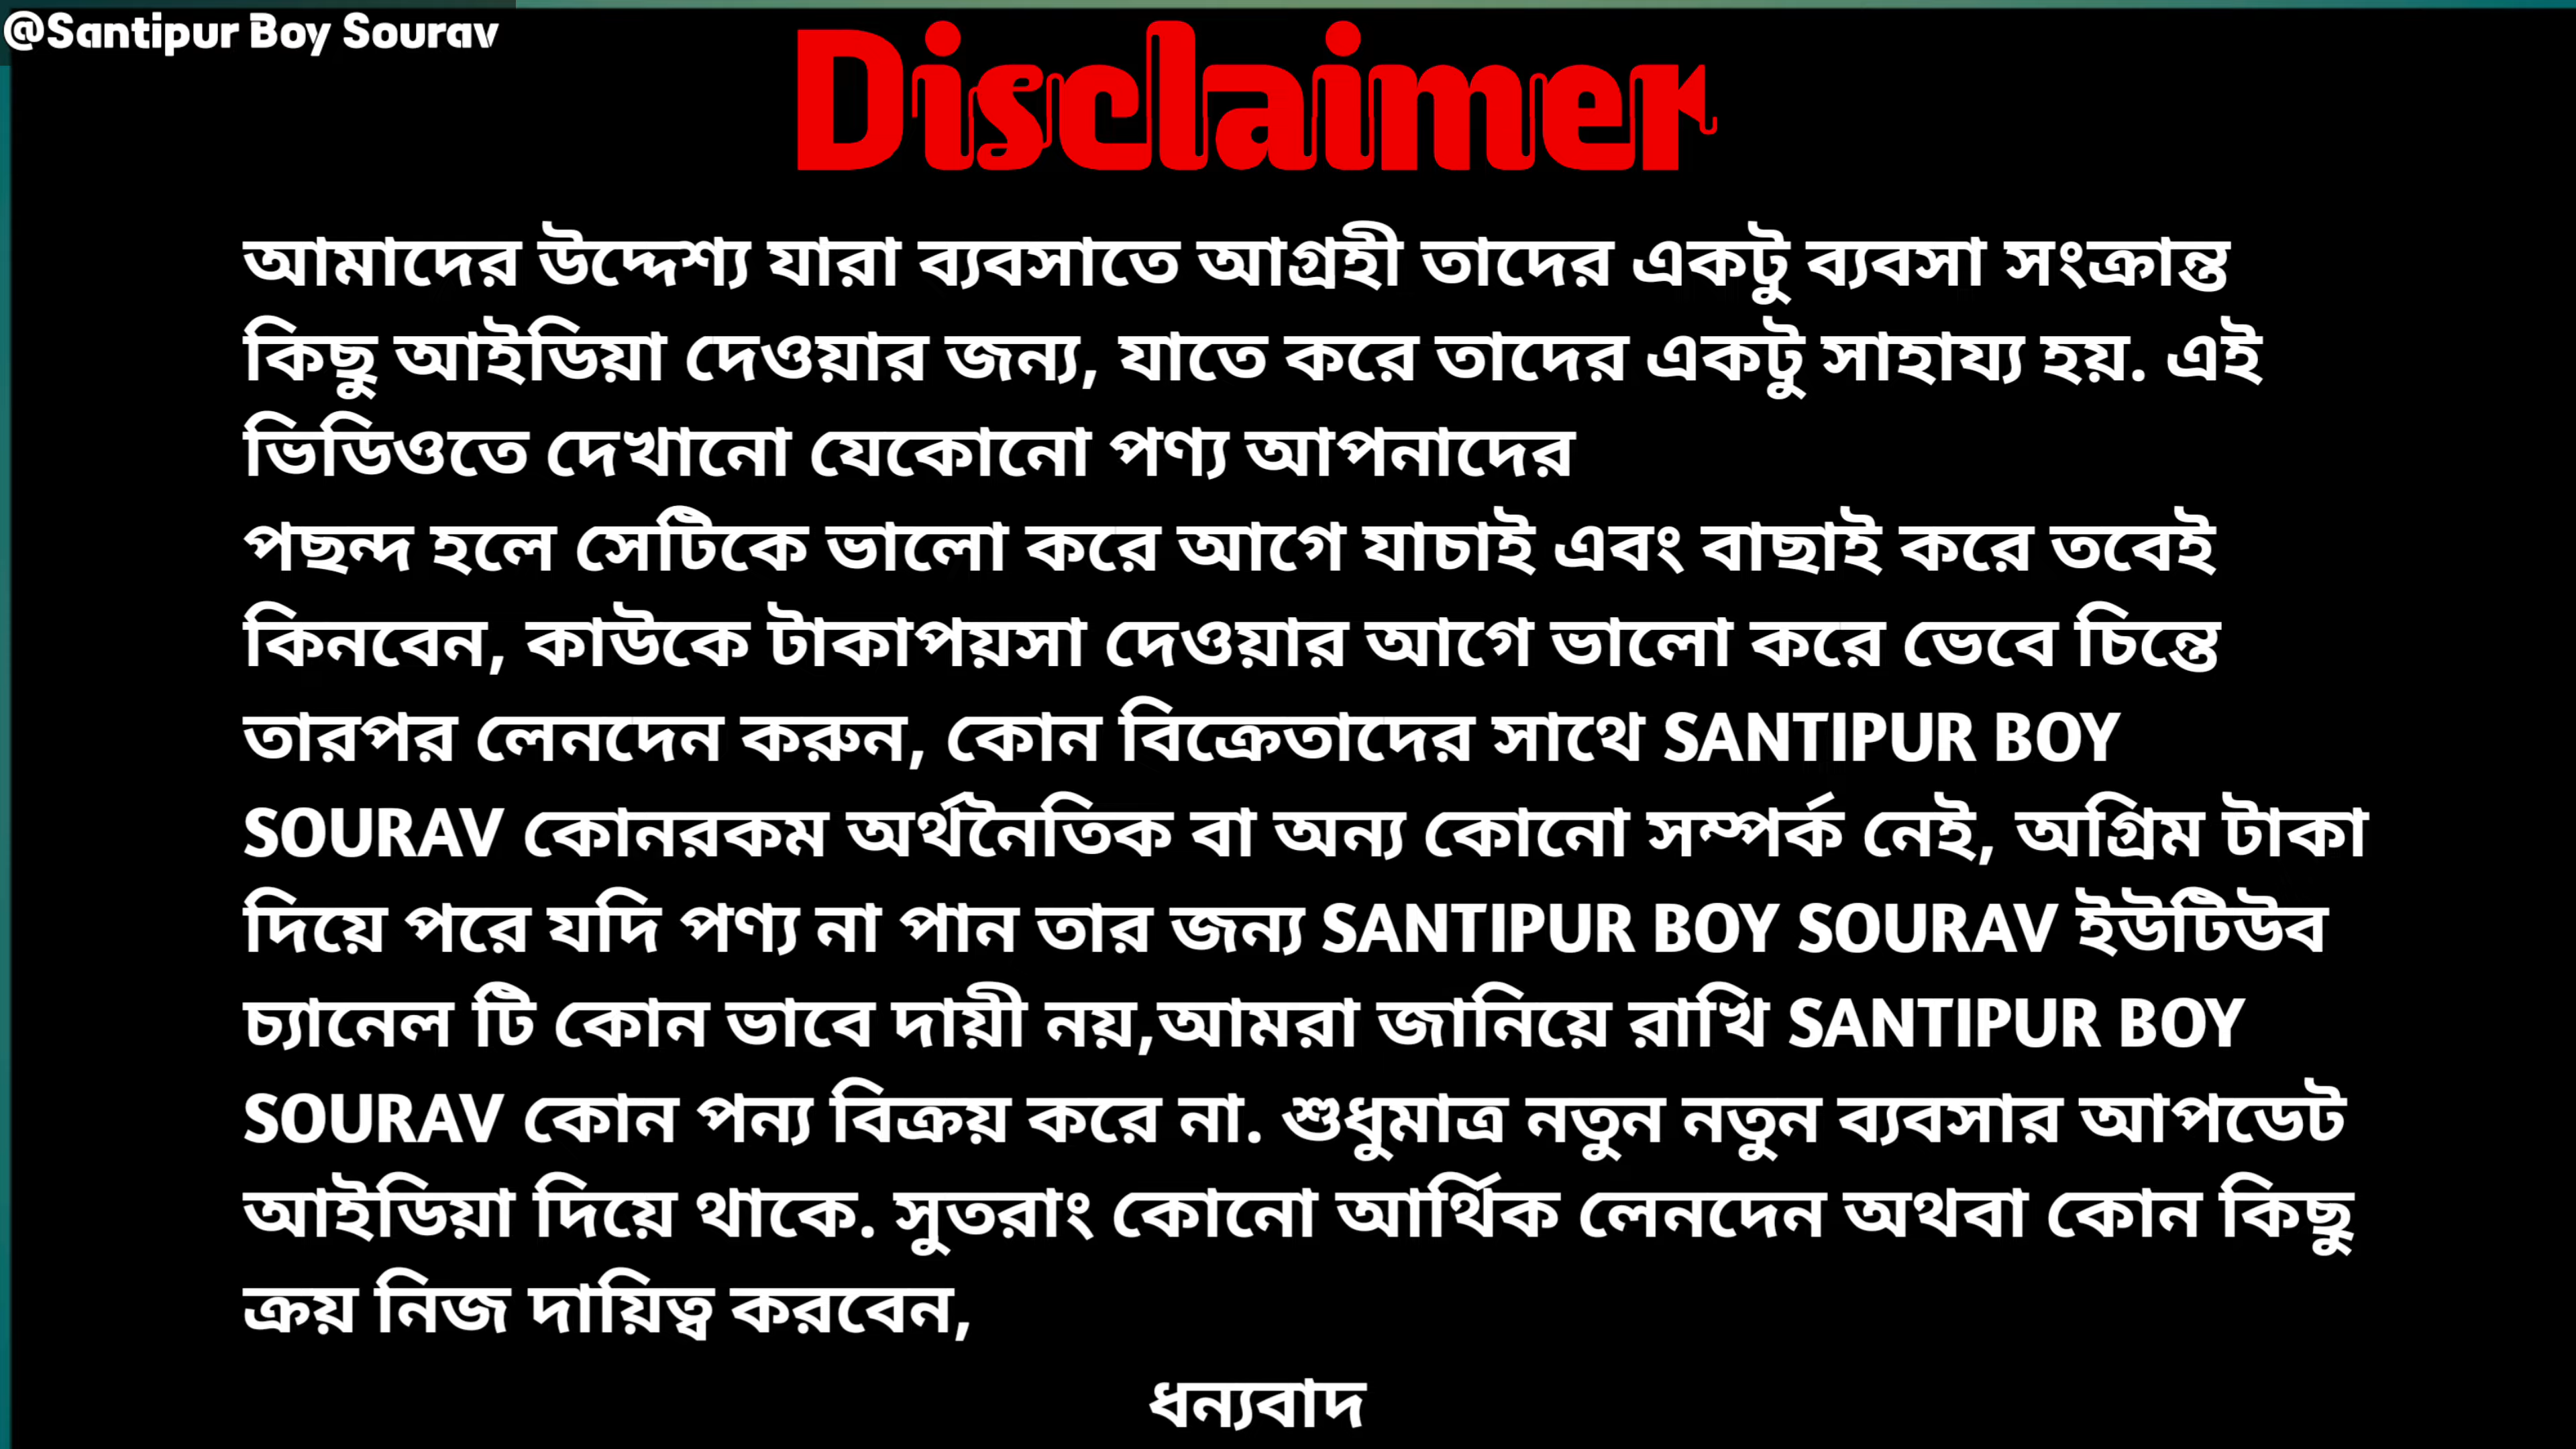 @Santipur Boy Sourav
Disclaimer
আমাদের উদ্দেশ্য যারা ব্যবসাতে আগ্রহী তাদের একটু ব্যবসা সংক্রান্ত
কিছু আইডিয়া দেওয়ার জন্য, যাতে করে তাদের একটু সাহায্য হয়. এই
ভিডিওতে দেখানো যেকোনো পণ্য আপনাদের
পছন্দ হলে সেটিকে ভালো করে আগে যাচাই এবং বাছাই করে তবেই
কিনবেন, কাউকে টাকাপয়সা দেওয়ার আগে ভালো করে ভেবে চিন্তে
তারপর লেনদেন করুন, কোন বিক্রেতাদের সাথে SANTIPUR BOY
SOURAV কোনরকম অর্থনৈতিক বা অন্য কোনো সম্পর্ক নেই, অগ্রিম টাকা
দিয়ে পরে যদি পণ্য না পান তার জন্য SANTIPUR BOY SOURAV ইউটিউব
চ্যানেল টি কোন ভাবে দায়ী নয়,আমরা জানিয়ে রাখি SANTIPUR BOY
SOURAV কোন পন্য বিক্রয় করে না. শুধুমাত্র নতুন নতুন ব্যবসার আপডেট
আইডিয়া দিয়ে থাকে. সুতরাং কোনো আর্থিক লেনদেন অথবা কোন কিছু
ক্রয় নিজ দায়িত্ব করবেন,
ধন্যবাদ